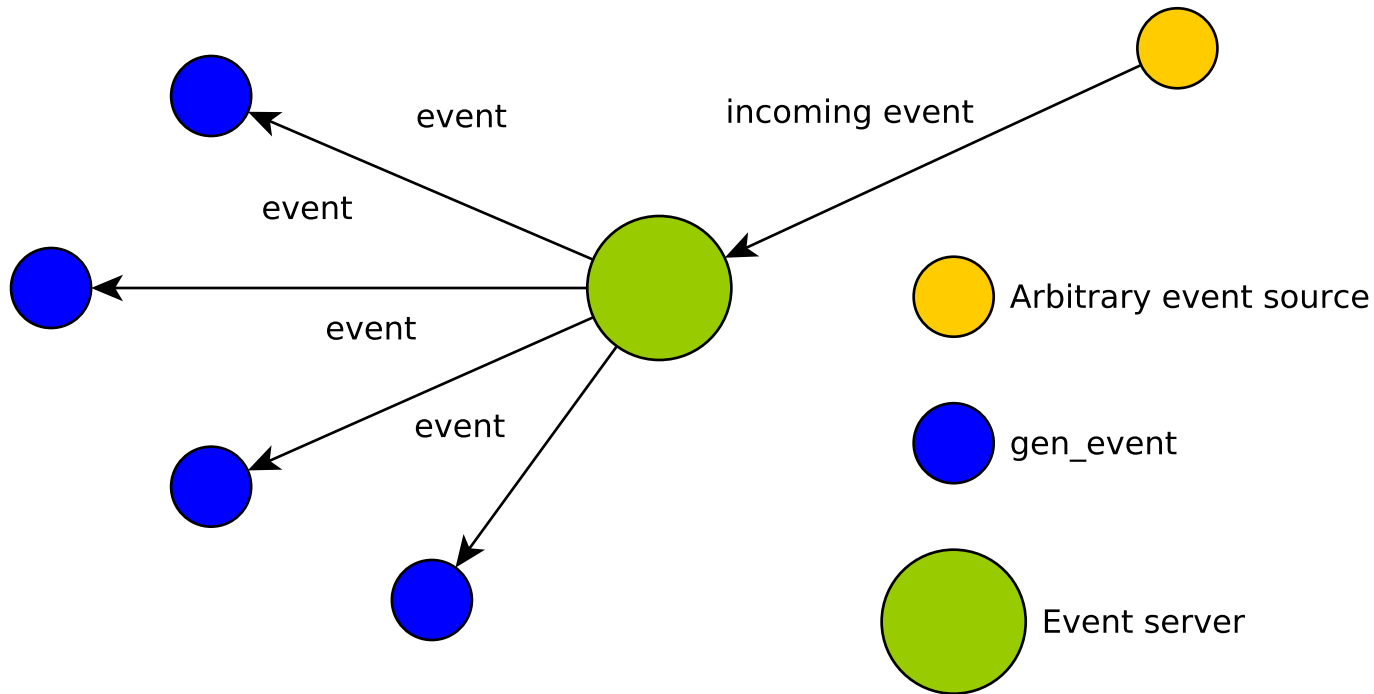 incoming event
event
event
event
event
Arbitrary event source
gen_event
Event server